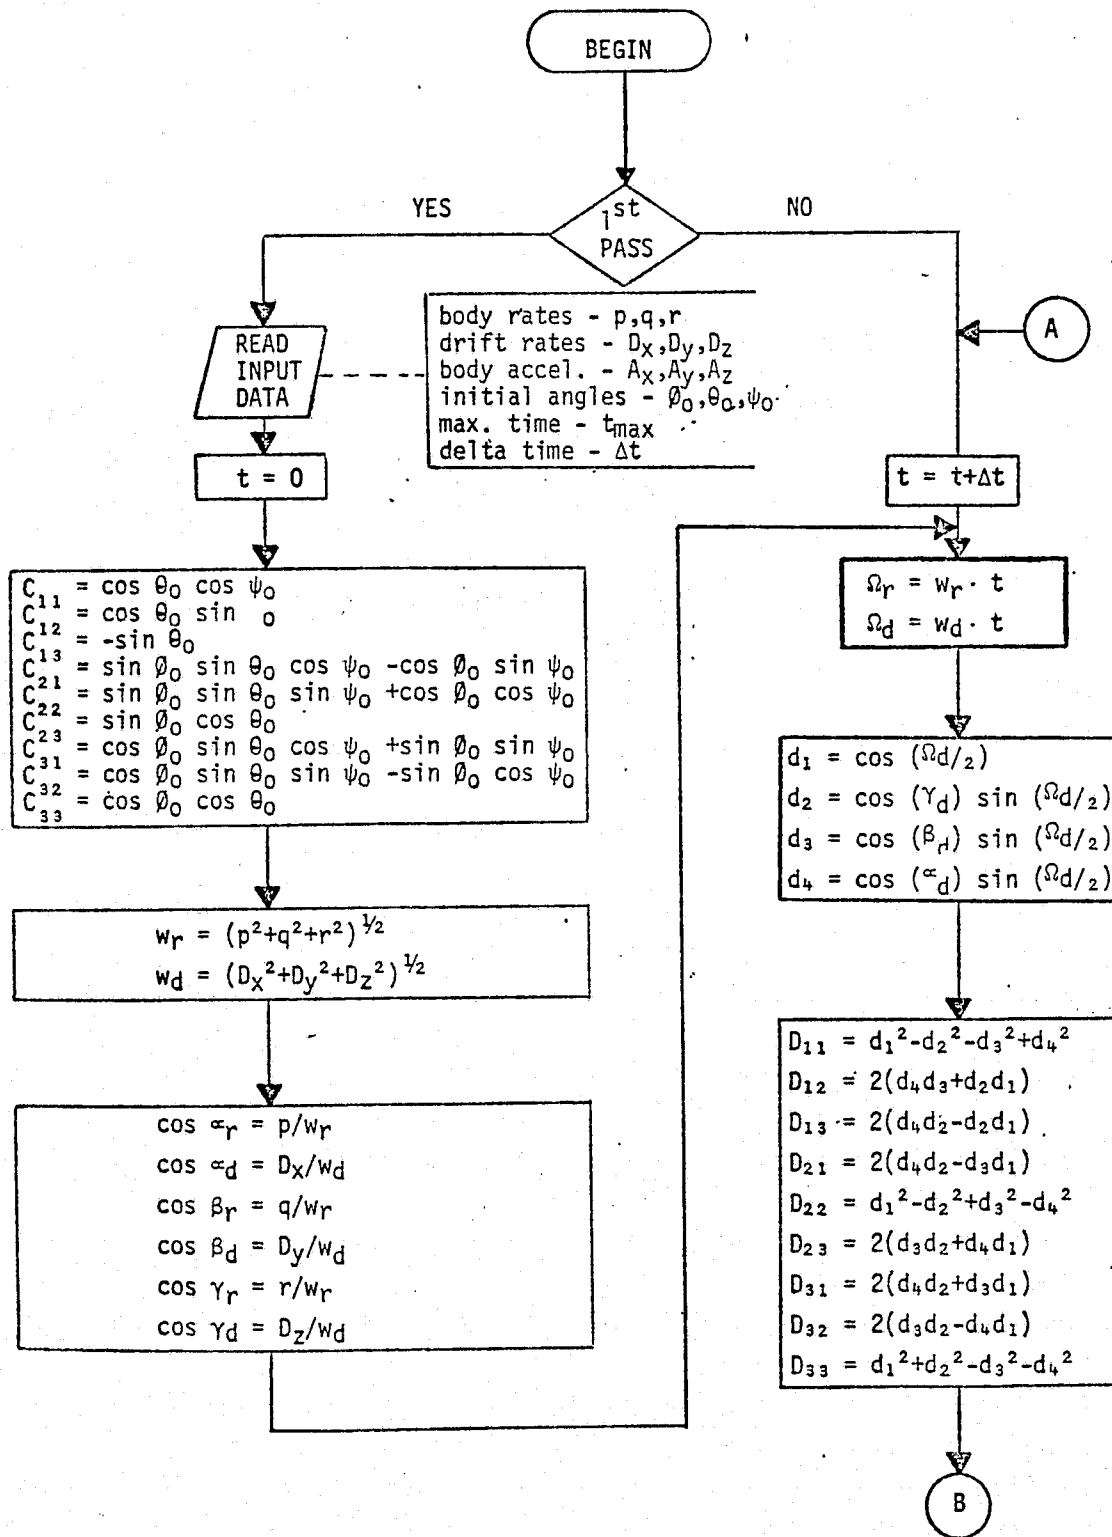 BEGIN
YES
1st
PASS
NO
A
READ
INPUT
DATA
body rates - p,q,r
drift rates - Dx,Dy,Dz
body accel. - Ax,Ay,Az
initial angles - Ø0,θ0,ψ0
max. time - tmax
delta time - Δt
t = 0
t = t+Δt
C11 = cos θ0 cos ψ0
C12 = cos θ0 sin 0
C13 = -sin θ0
C21 = sin Ø0 sin θ0 cos ψ0 -cos Ø0 sin ψ0
C22 = sin Ø0 sin θ0 sin ψ0 +cos Ø0 cos ψ0
C23 = sin Ø0 cos θ0
C31 = cos Ø0 sin θ0 cos ψ0 +sin Ø0 sin ψ0
C32 = cos Ø0 sin θ0 sin ψ0 -sin Ø0 cos ψ0
C33 = cos Ø0 cos θ0
wr = (p²+q²+r²)½
wd = (Dx²+Dy²+Dz²)½
cos ∝r = p/wr
cos ∝d = Dx/wd
cos βr = q/wr
cos βd = Dy/wd
cos γr = r/wr
cos γd = Dz/wd
Ωr = wr· t
Ωd = wd· t
d1 = cos (Ωd/2)
d2 = cos (γd) sin (Ωd/2)
d3 = cos (βd) sin (Ωd/2)
d4 = cos (∝d) sin (Ωd/2)
D11 = d1²-d2²-d3²+d4²
D12 = 2(d4d3+d2d1)
D13 = 2(d4d2-d2d1)
D21 = 2(d4d2-d3d1)
D22 = d1²-d2²+d3²-d4²
D23 = 2(d3d2+d4d1)
D31 = 2(d4d2+d3d1)
D32 = 2(d3d2-d4d1)
D33 = d1²+d2²-d3²-d4²
B